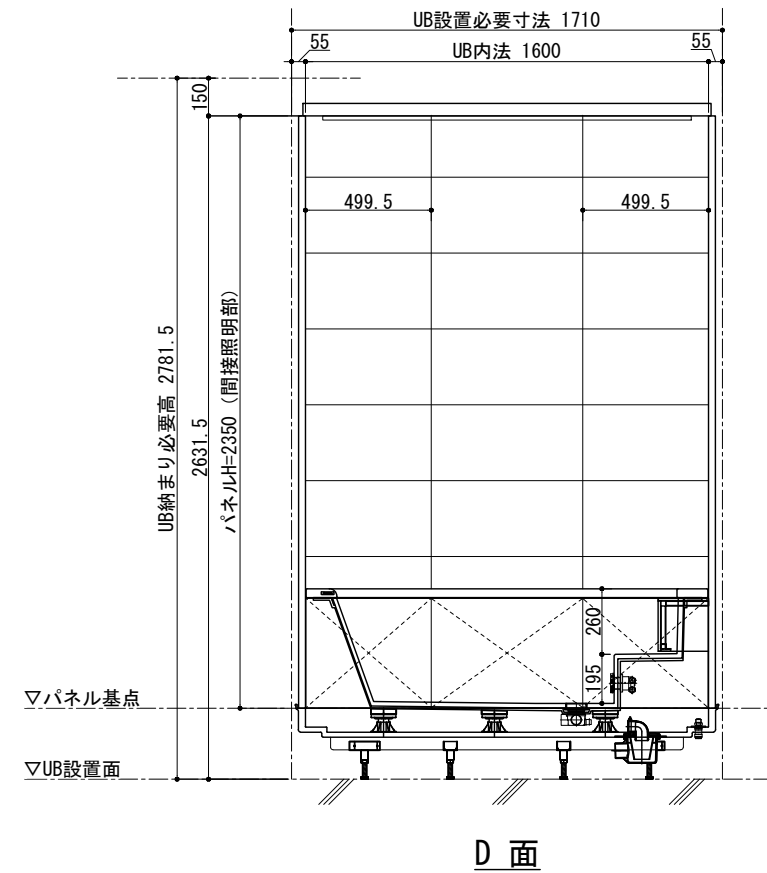 UB設置必要寸法 1710
55
UB内法 1600
55
150
499.5
499.5
UB納まり必要高 2781.5
2631.5
パネルH=2350（間接照明部）
260
195
▽パネル基点
▽UB設置面
D 面